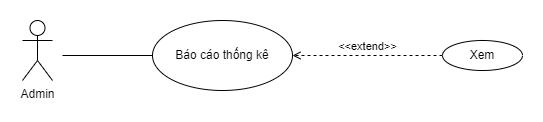 <<extend>>
Báo cáo thống kê
Xem
Admin